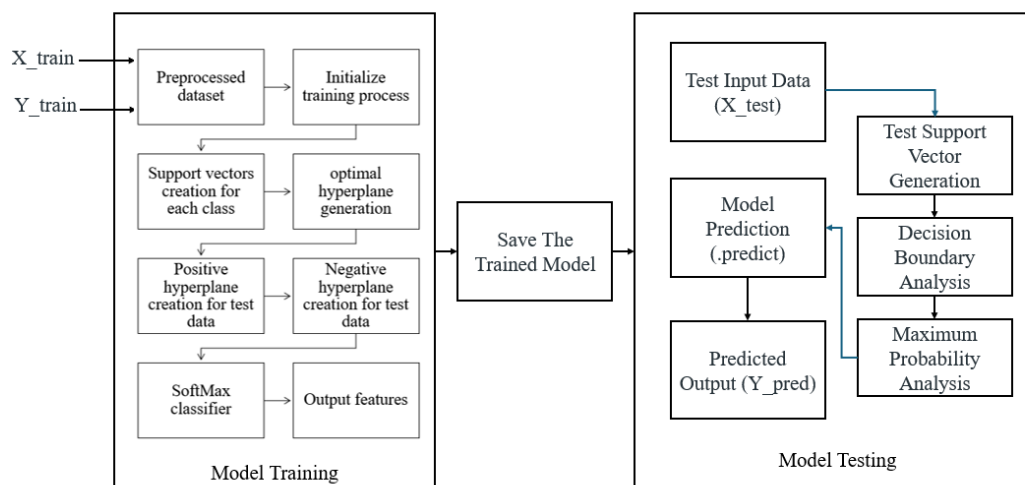 X_train
Y_train
Preprocessed
dataset
Initialize
training process
Support vectors
creation for
each class
optimal
hyperplane
generation
Positive
hyperplane
creation for test
data
Negative
hyperplane
creation for test
data
SoftMax
classifier
Output features
Model Training
Save The
Trained Model
Test Input Data
(X_test)
Test Support
Vector
Generation
Decision
Boundary
Analysis
Maximum
Probability
Analysis
Model
Prediction
(.predict)
Predicted
Output (Y_pred)
Model Testing